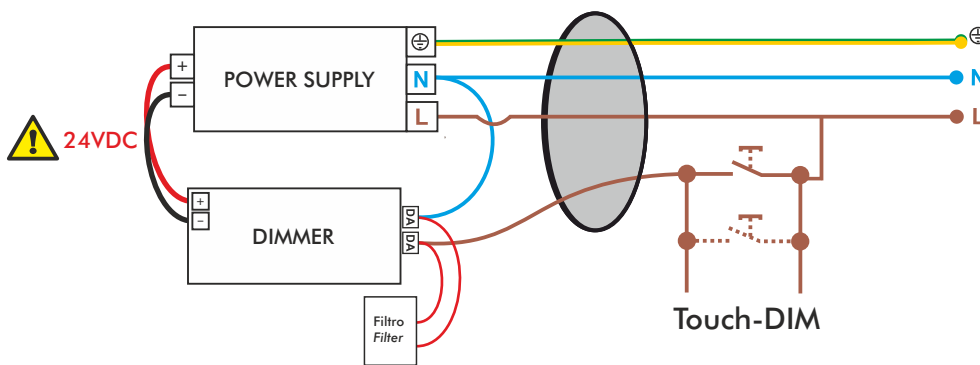 POWER SUPPLY
+
−
N
L
N
L
24VDC
DIMMER
+
−
DA
DA
Filtro
Filter
Touch-DIM